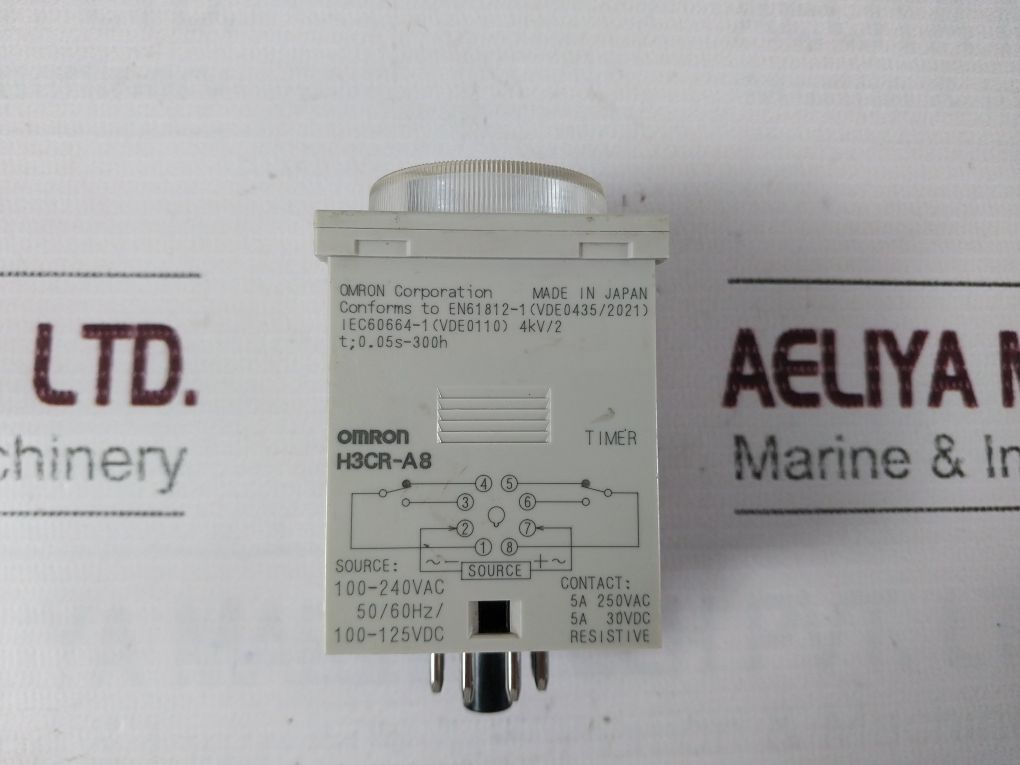 OMRON Corporation MADE IN JAPAN
Conforms to EN61812-1(VDE0435/2021)
IEC60664-1(VDE0110) 4kV/2
t;0.05s-300h
LTD.
AELIYA M
omron TIMER
H3CR-A8
chinery
Marine & In
4 5
3 6
2 7
1 8
~ − SOURCE + ~
SOURCE:
100-240VAC
50/60Hz/
100-125VDC
CONTACT:
5A 250VAC
5A 30VDC
RESISTIVE